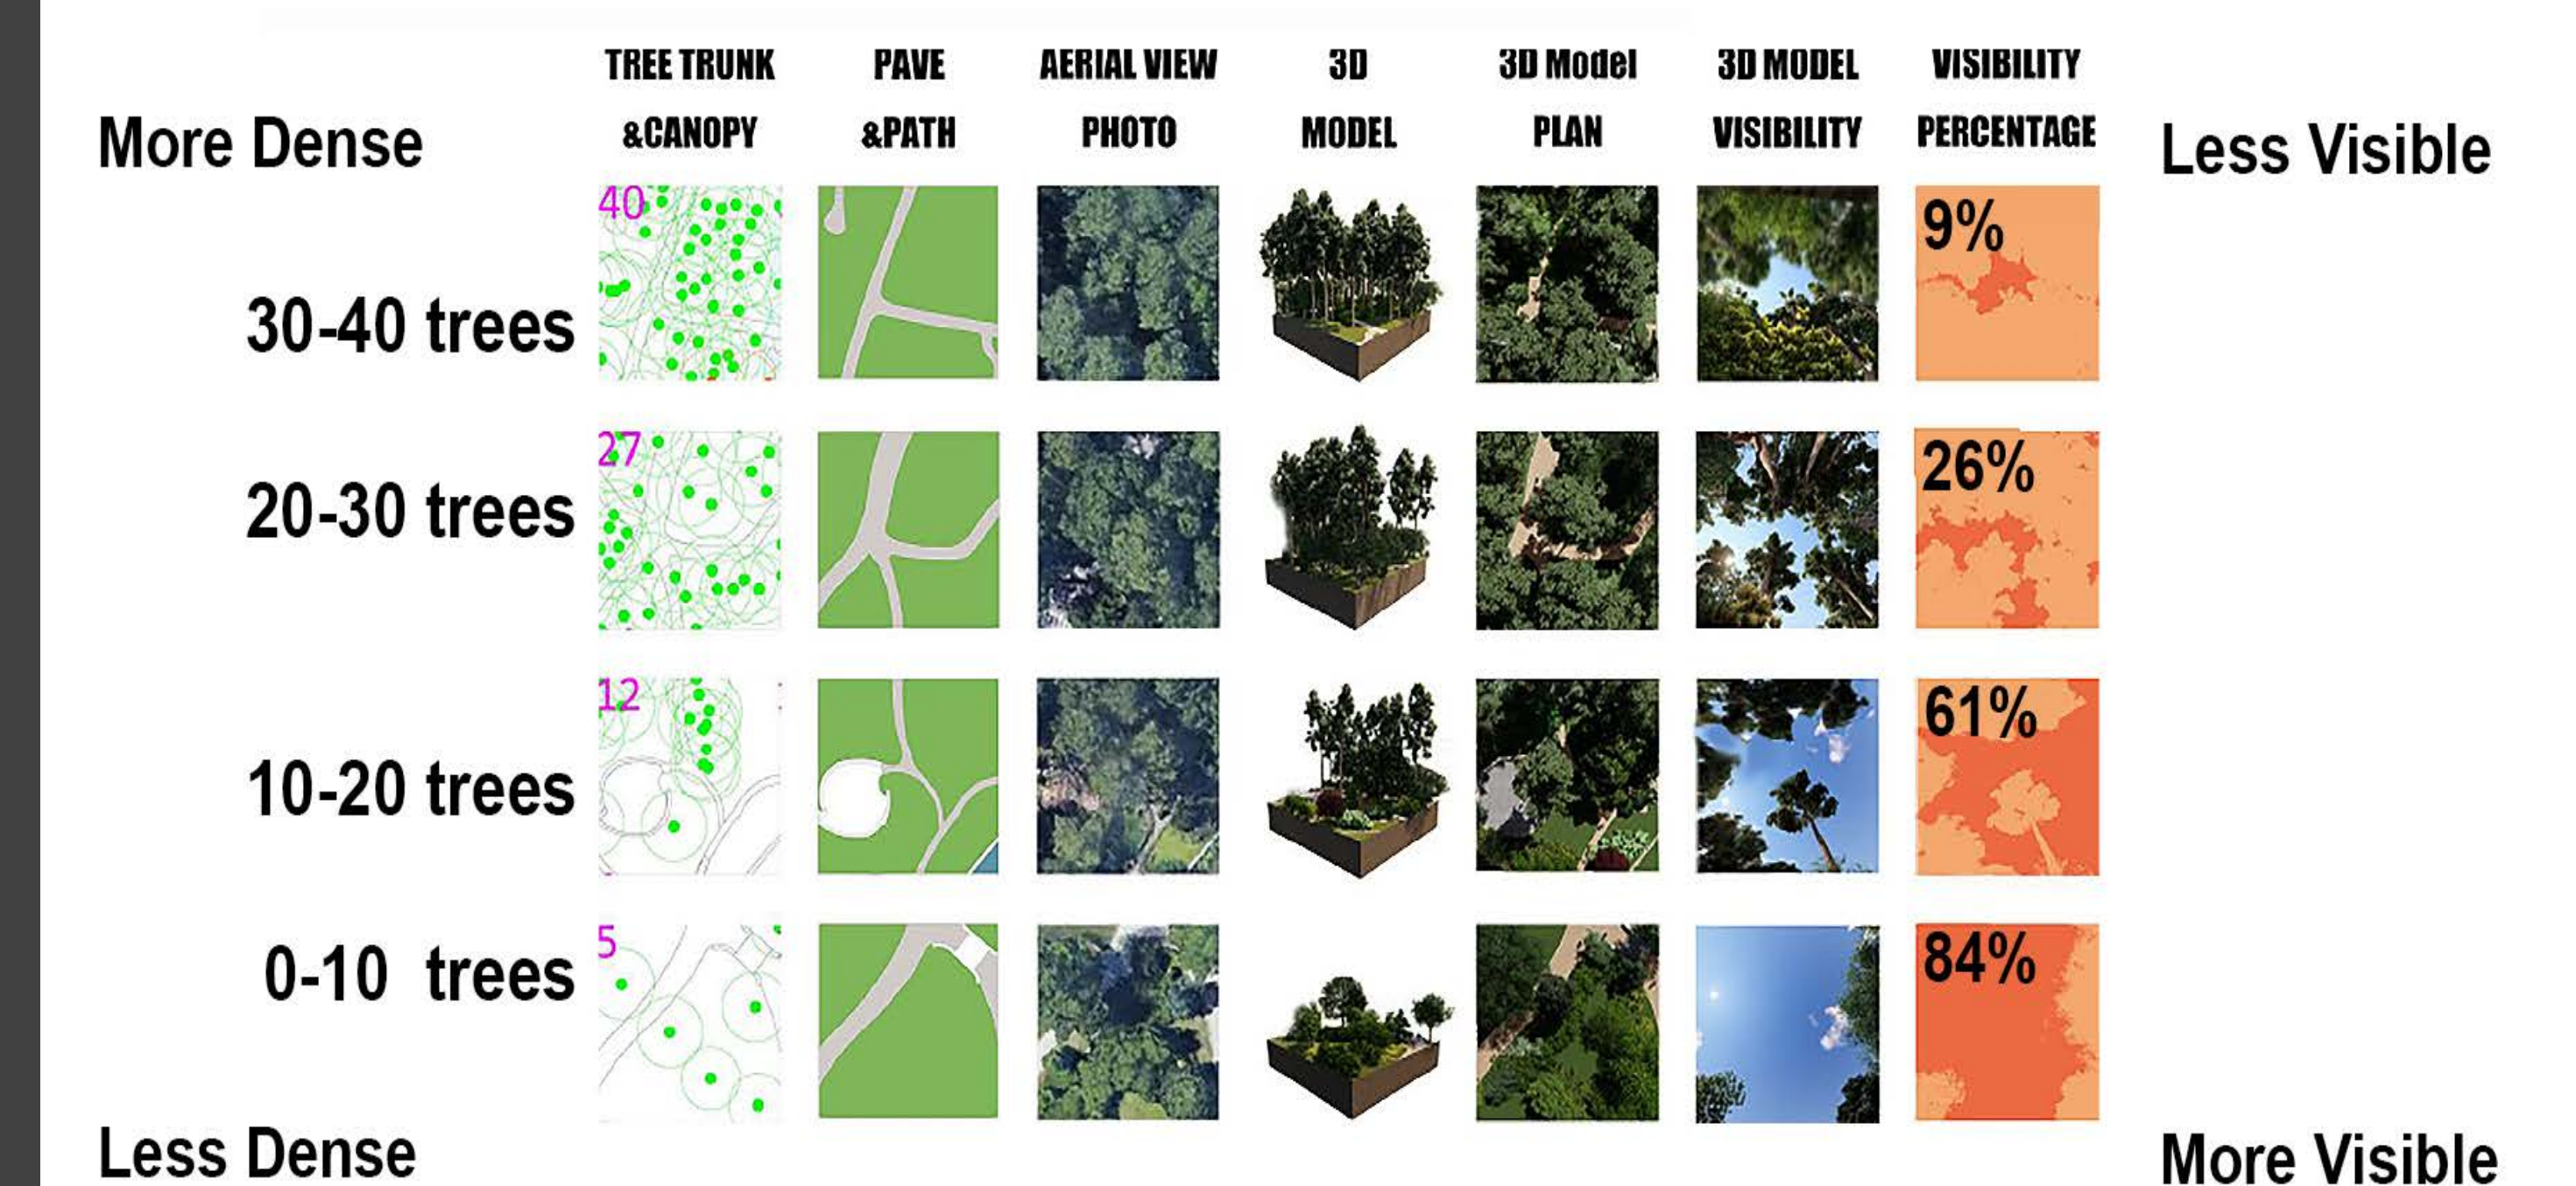 TREE TRUNK PAVE AERIAL VIEW 3D 3D Model 3D MODEL VISIBILITY
&CANOPY &PATH PHOTO MODEL PLAN VISIBILITY PERCENTAGE
More Dense Less Visible
40 9%
30-40 trees
27 26%
20-30 trees
12 61%
10-20 trees
5 84%
0-10 trees
Less Dense More Visible